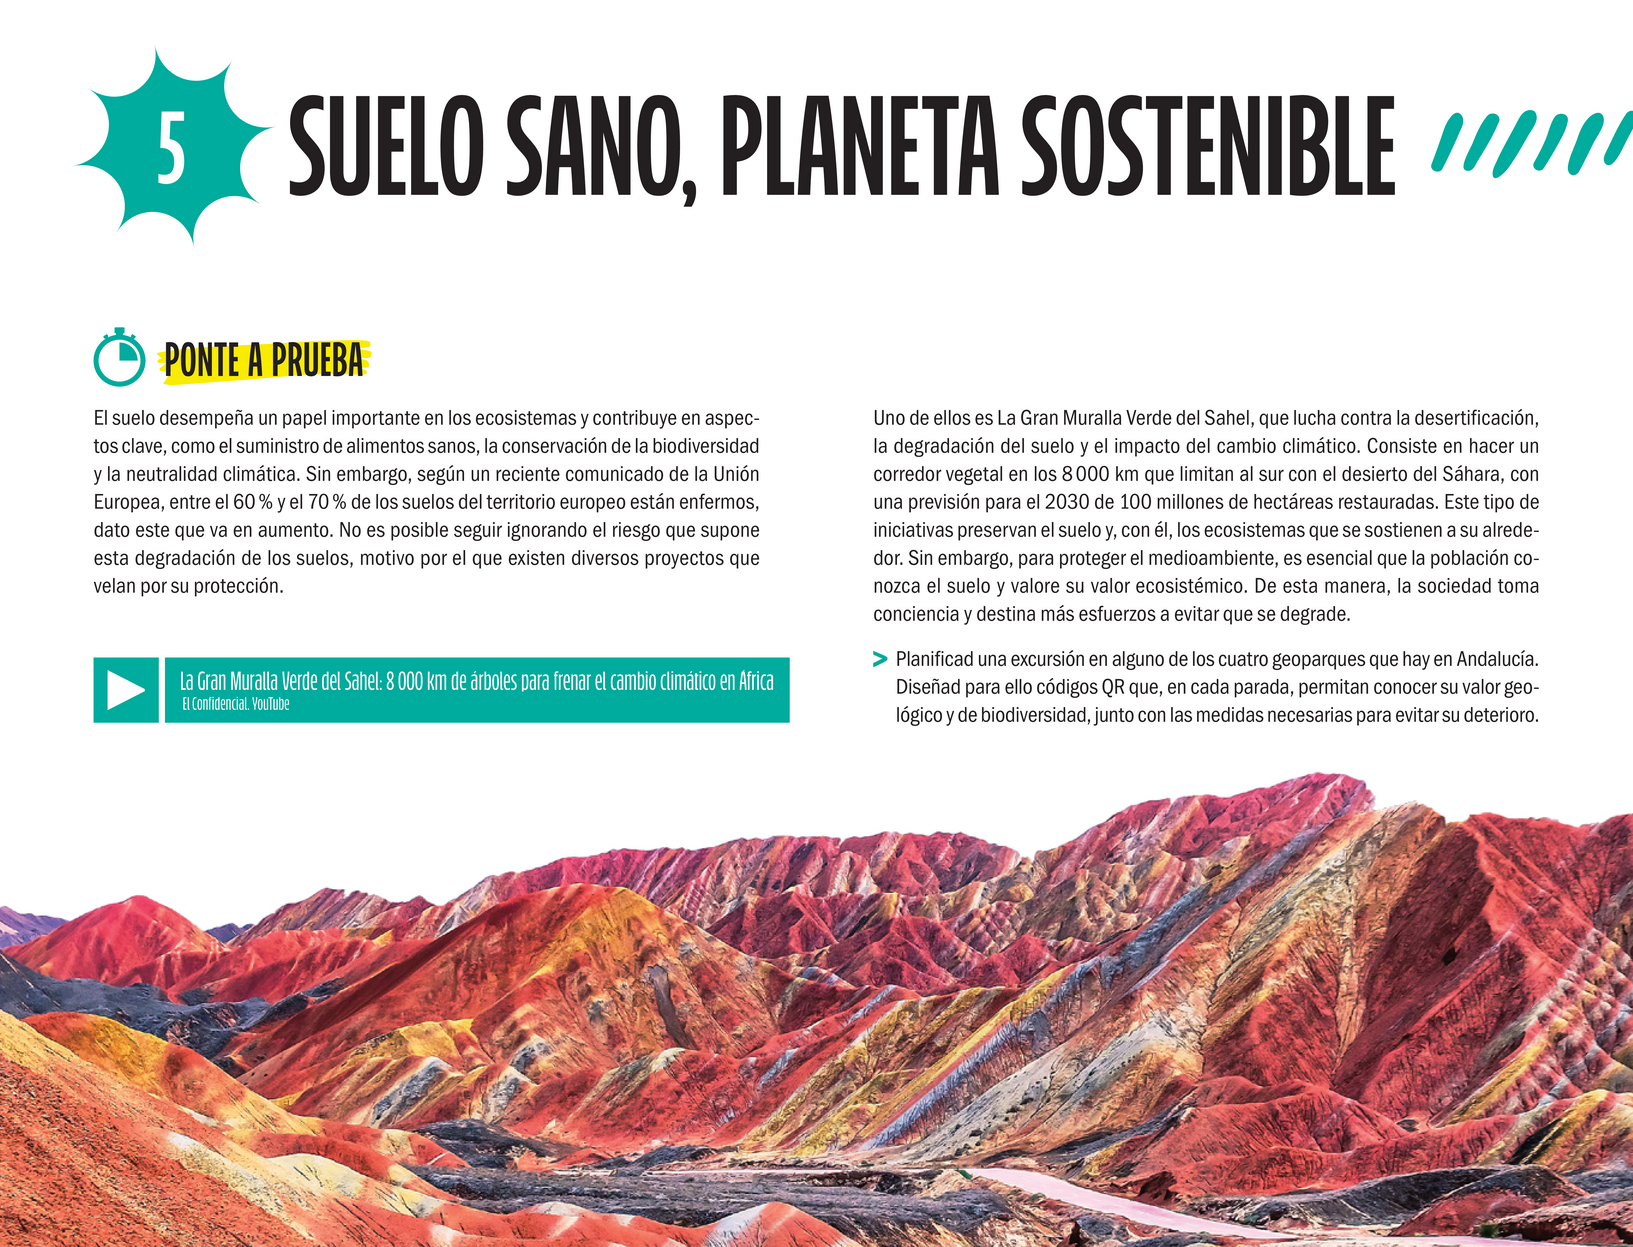 5
SUELO SANO, PLANETA SOSTENIBLE
PONTE A PRUEBA
El suelo desempeña un papel importante en los ecosistemas y contribuye en aspec-
tos clave, como el suministro de alimentos sanos, la conservación de la biodiversidad
y la neutralidad climática. Sin embargo, según un reciente comunicado de la Unión
Europea, entre el 60 % y el 70 % de los suelos del territorio europeo están enfermos,
dato este que va en aumento. No es posible seguir ignorando el riesgo que supone
esta degradación de los suelos, motivo por el que existen diversos proyectos que
velan por su protección.
La Gran Muralla Verde del Sahel: 8 000 km de árboles para frenar el cambio climático en África
El Confidencial. YouTube
Uno de ellos es La Gran Muralla Verde del Sahel, que lucha contra la desertificación,
la degradación del suelo y el impacto del cambio climático. Consiste en hacer un
corredor vegetal en los 8 000 km que limitan al sur con el desierto del Sáhara, con
una previsión para el 2030 de 100 millones de hectáreas restauradas. Este tipo de
iniciativas preservan el suelo y, con él, los ecosistemas que se sostienen a su alrede-
dor. Sin embargo, para proteger el medioambiente, es esencial que la población co-
nozca el suelo y valore su valor ecosistémico. De esta manera, la sociedad toma
conciencia y destina más esfuerzos a evitar que se degrade.
> Planificad una excursión en alguno de los cuatro geoparques que hay en Andalucía.
Diseñad para ello códigos QR que, en cada parada, permitan conocer su valor geo-
lógico y de biodiversidad, junto con las medidas necesarias para evitar su deterioro.